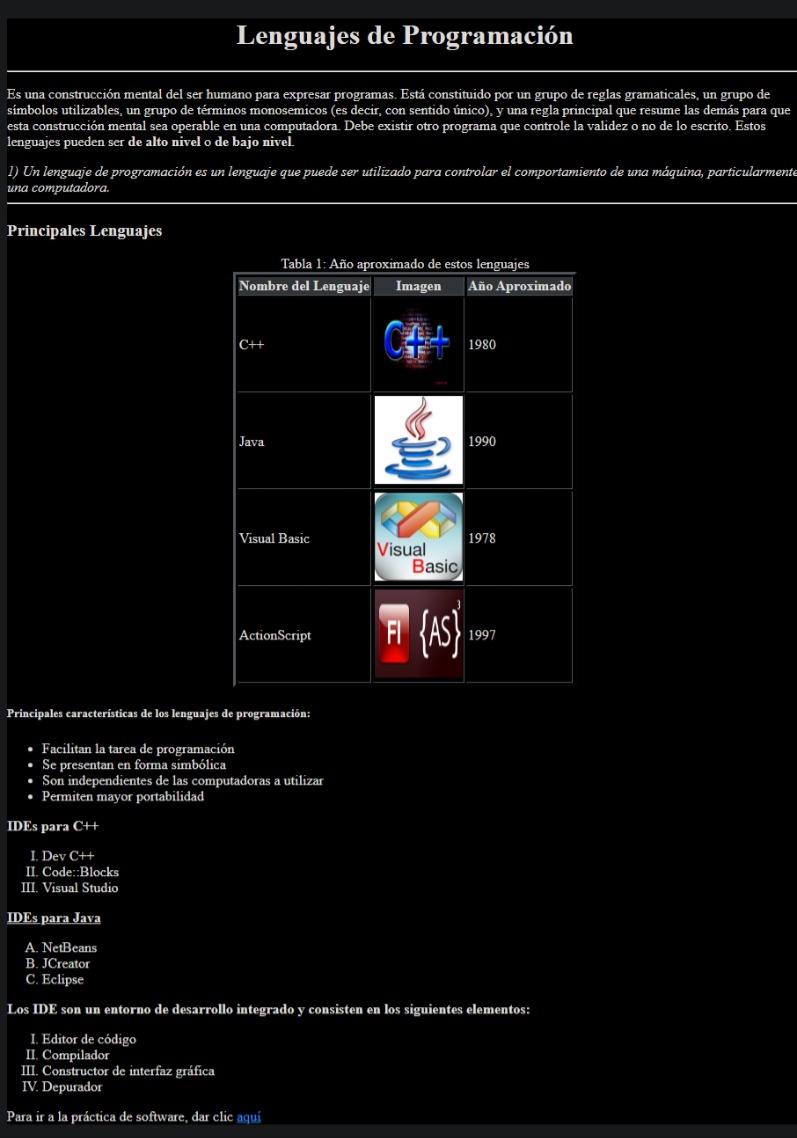 Lenguajes de Programación
Es una construcción mental del ser humano para expresar programas. Está constituido por un grupo de reglas gramaticales, un grupo de
símbolos utilizables, un grupo de términos monosemicos (es decir, con sentido único), y una regla principal que resume las demás para que
esta construcción mental sea operable en una computadora. Debe existir otro programa que controle la validez o no de lo escrito. Estos
lenguajes pueden ser de alto nivel o de bajo nivel.
1) Un lenguaje de programación es un lenguaje que puede ser utilizado para controlar el comportamiento de una máquina, particularmente
una computadora.
Principales Lenguajes
Tabla 1: Año aproximado de estos lenguajes
Nombre del Lenguaje Imagen Año Aproximado
C++ C++ 1980
Java 1990
Visual Basic Visual Basic 1978
ActionScript Fl {AS}3 1997
Principales características de los lenguajes de programación:
• Facilitan la tarea de programación
• Se presentan en forma simbólica
• Son independientes de las computadoras a utilizar
• Permiten mayor portabilidad
IDEs para C++
I. Dev C++
II. Code::Blocks
III. Visual Studio
IDEs para Java
A. NetBeans
B. JCreator
C. Eclipse
Los IDE son un entorno de desarrollo integrado y consisten en los siguientes elementos:
I. Editor de código
II. Compilador
III. Constructor de interfaz gráfica
IV. Depurador
Para ir a la práctica de software, dar clic aquí